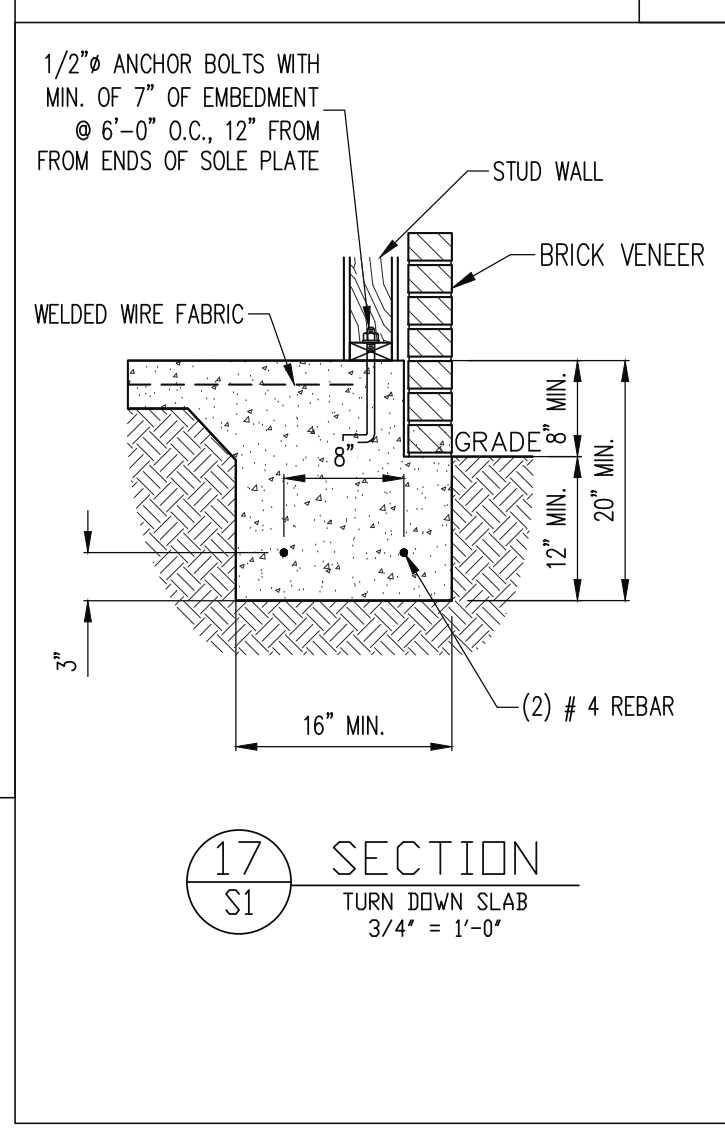 1/2"ø ANCHOR BOLTS WITH
MIN. OF 7" OF EMBEDMENT
@ 6'-0" O.C., 12" FROM
FROM ENDS OF SOLE PLATE
STUD WALL
BRICK VENEER
WELDED WIRE FABRIC
8" MIN.
GRADE
8"
20" MIN.
12" MIN.
3"
(2) # 4 REBAR
16" MIN.
17
S1
SECTION
TURN DOWN SLAB
3/4" = 1'-0"